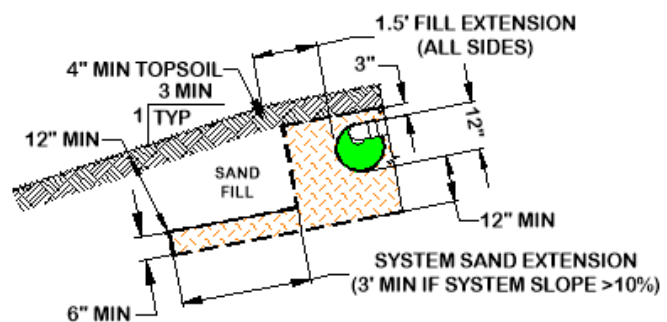 1.5' FILL EXTENSION
(ALL SIDES)
4" MIN TOPSOIL
3"
3 MIN
1 TYP
12" MIN
12"
SAND
FILL
12" MIN
SYSTEM SAND EXTENSION
(3' MIN IF SYSTEM SLOPE >10%)
6" MIN